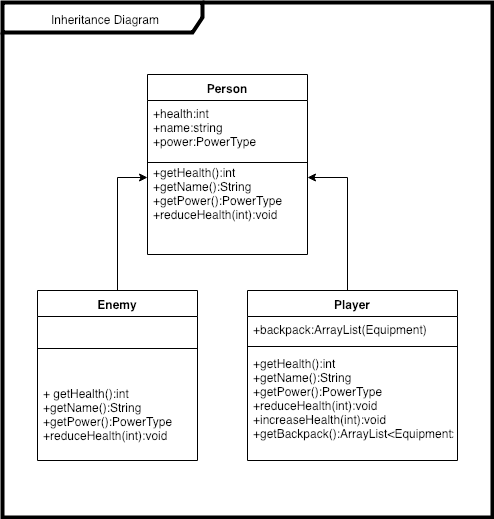 Inheritance Diagram
Person
+health:int
+name:string
+power:PowerType
+getHealth():int
+getName():String
+getPower():PowerType
+reduceHealth(int):void
Enemy
+ getHealth():int
+getName():String
+getPower():PowerType
+reduceHealth(int):void
Player
+backpack:ArrayList(Equipment)
+getHealth():int
+getName():String
+getPower():PowerType
+reduceHealth(int):void
+increaseHealth(int):void
+getBackpack():ArrayList<Equipment: